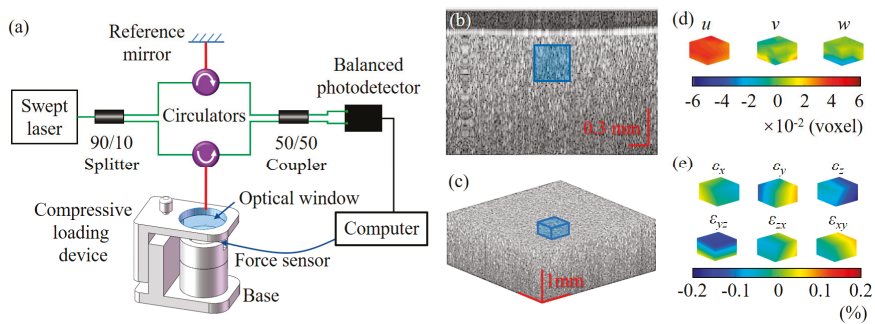 (a)
Reference
mirror
Balanced
photodetector
Swept
laser
Circulators
90/10
Splitter
50/50
Coupler
Optical window
Compressive
loading
device
Computer
Force sensor
Base
(b)
0.3 mm
(c)
1mm
(d)
u v w
-6 -4 -2 0 2 4 6
×10⁻² (voxel)
(e)
εx εy εz
εyz εzx εxy
-0.2 -0.1 0 0.1 0.2
(%)